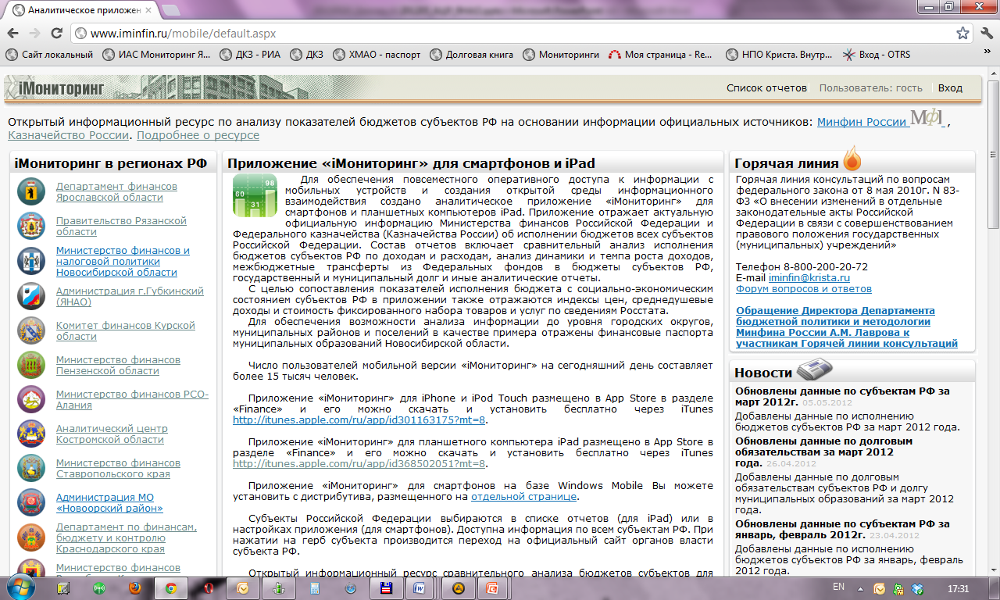 Аналитическое приложен
www.iminfin.ru/mobile/default.aspx
Сайт локальный
ИАС Мониторинг Я...
ДКЗ - РИА
ДКЗ
ХМАО - паспорт
Долговая книга
Мониторинги
Моя страница - Re...
НПО Криста. Внутр...
Вход - OTRS
iМониторинг
Список отчетов
Пользователь: гость
Вход
Открытый информационный ресурс по анализу показателей бюджетов субъектов РФ на основании информации официальных источников: Минфин России Мф ,
Казначейство России. Подробнее о ресурсе
iМониторинг в регионах РФ
Департамент финансов
Ярославской области
Правительство Рязанской
области
Министерство финансов и
налоговой политики
Новосибирской области
Администрация г.Губкинский
(ЯНАО)
Комитет финансов Курской
области
Министерство финансов
Пензенской области
Министерство финансов РСО-
Алания
Аналитический центр
Костромской области
Министерство финансов
Ставропольского края
Администрация МО
«Новоорский район»
Департамент по финансам,
бюджету и контролю
Краснодарского края
Министерство финансов
Приложение «iМониторинг» для смартфонов и iPad
60
31
98
Для обеспечения повсеместного оперативного доступа к информации с
мобильных устройств и создания открытой среды информационного
взаимодействия создано аналитическое приложение «iМониторинг» для
смартфонов и планшетных компьютеров iPad. Приложение отражает актуальную
официальную информацию Министерства финансов Российской Федерации и
Федерального казначейства (Казначейства России) об исполнении бюджетов всех субъектов
Российской Федерации. Состав отчетов включает сравнительный анализ исполнения
бюджетов субъектов РФ по доходам и расходам, анализ динамики и темпа роста доходов,
межбюджетные трансферты из Федеральных фондов в бюджеты субъектов РФ,
государственный и муниципальный долг и иные аналитические отчеты.
С целью сопоставления показателей исполнения бюджета с оциально-экономическим
состоянием субъектов РФ в приложении также отражаются индексы цен, среднедушевые
доходы и стоимость фиксированного набора товаров и услуг по сведениям Росстата.
Для обеспечения возможности анализа информации до уровня городских округов,
муниципальных районов и поселений в качестве примера отражены финансовые паспорта
муниципальных образований Новосибирской области.
Число пользователей мобильной версии «iМониторинг» на сегодняшний день составляет
более 15 тысяч человек.
Приложение «iМониторинг» для iPhone и iPod Touch размещено в App Store в разделе
«Finance» и его можно скачать и установить бесплатно через iTunes
http://itunes.apple.com/ru/app/id301163175?mt=8.
Приложение «iМониторинг» для планшетного компьютера iPad размещено в App Store в
разделе «Finance» и его можно скачать и установить бесплатно через iTunes
http://itunes.apple.com/ru/app/id368502051?mt=8.
Приложение «iМониторинг» для смартфонов на базе Windows Mobile Вы можете
установить с дистрибутива, размещенного на отдельной странице.
Субъекты Российской Федерации выбираются в списке отчетов (для iPad) или в
настройках приложения (для смартфонов). Доступна информация по всем субъектам РФ. При
нажатии на герб субъекта производится переход на официальный сайт органов власти
субъекта РФ.
Открытый информационный ресурс сравнительного анализа бюджетов субъектов для
Горячая линия
Горячая линия консультаций по вопросам
федерального закона от 8 мая 2010г. N 83-
ФЗ «О внесении изменений в отдельные
законодательные акты Российской
Федерации в связи с совершенствованием
правового положения государственных
(муниципальных) учреждений»
Телефон 8-800-200-20-72
E-mail iminfin@krista.ru
Форум вопросов и ответов
Обращение Директора Департамента
бюджетной политики и методологии
Минфина России А.М. Лаврова к
участникам Горячей линии консультаций
Новости
Обновлены данные по субъектам РФ за
март 2012г. 05.05.2012
Добавлены данные по исполнению
бюджетов субъектов РФ за март 2012 года.
Обновлены данные по долговым
обязательствам за март 2012
года. 26.04.2012
Добавлены данные по долговым
обязательствам субъектов РФ и долгу
муниципальных образований за март 2012
года.
Обновлены данные по субъектам РФ за
январь, февраль 2012г. 23.04.2012
Добавлены данные по исполнению
бюджетов субъектов РФ за январь, февраль
2012 года.
EN
17:31